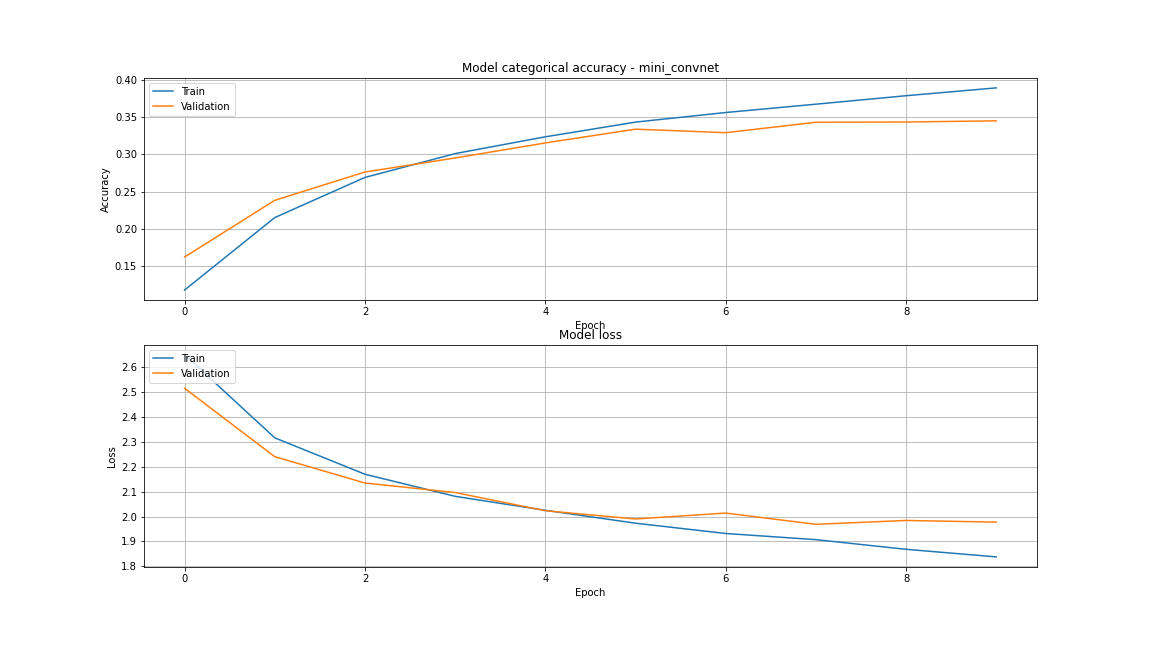 Model categorical accuracy - mini_convnet
0.40
0.35
0.30
0.25
0.20
0.15
Accuracy
Train
Validation
0 2 4 6 8
Epoch
Model loss
2.6
2.5
2.4
2.3
2.2
2.1
2.0
1.9
1.8
Loss
Train
Validation
0 2 4 6 8
Epoch